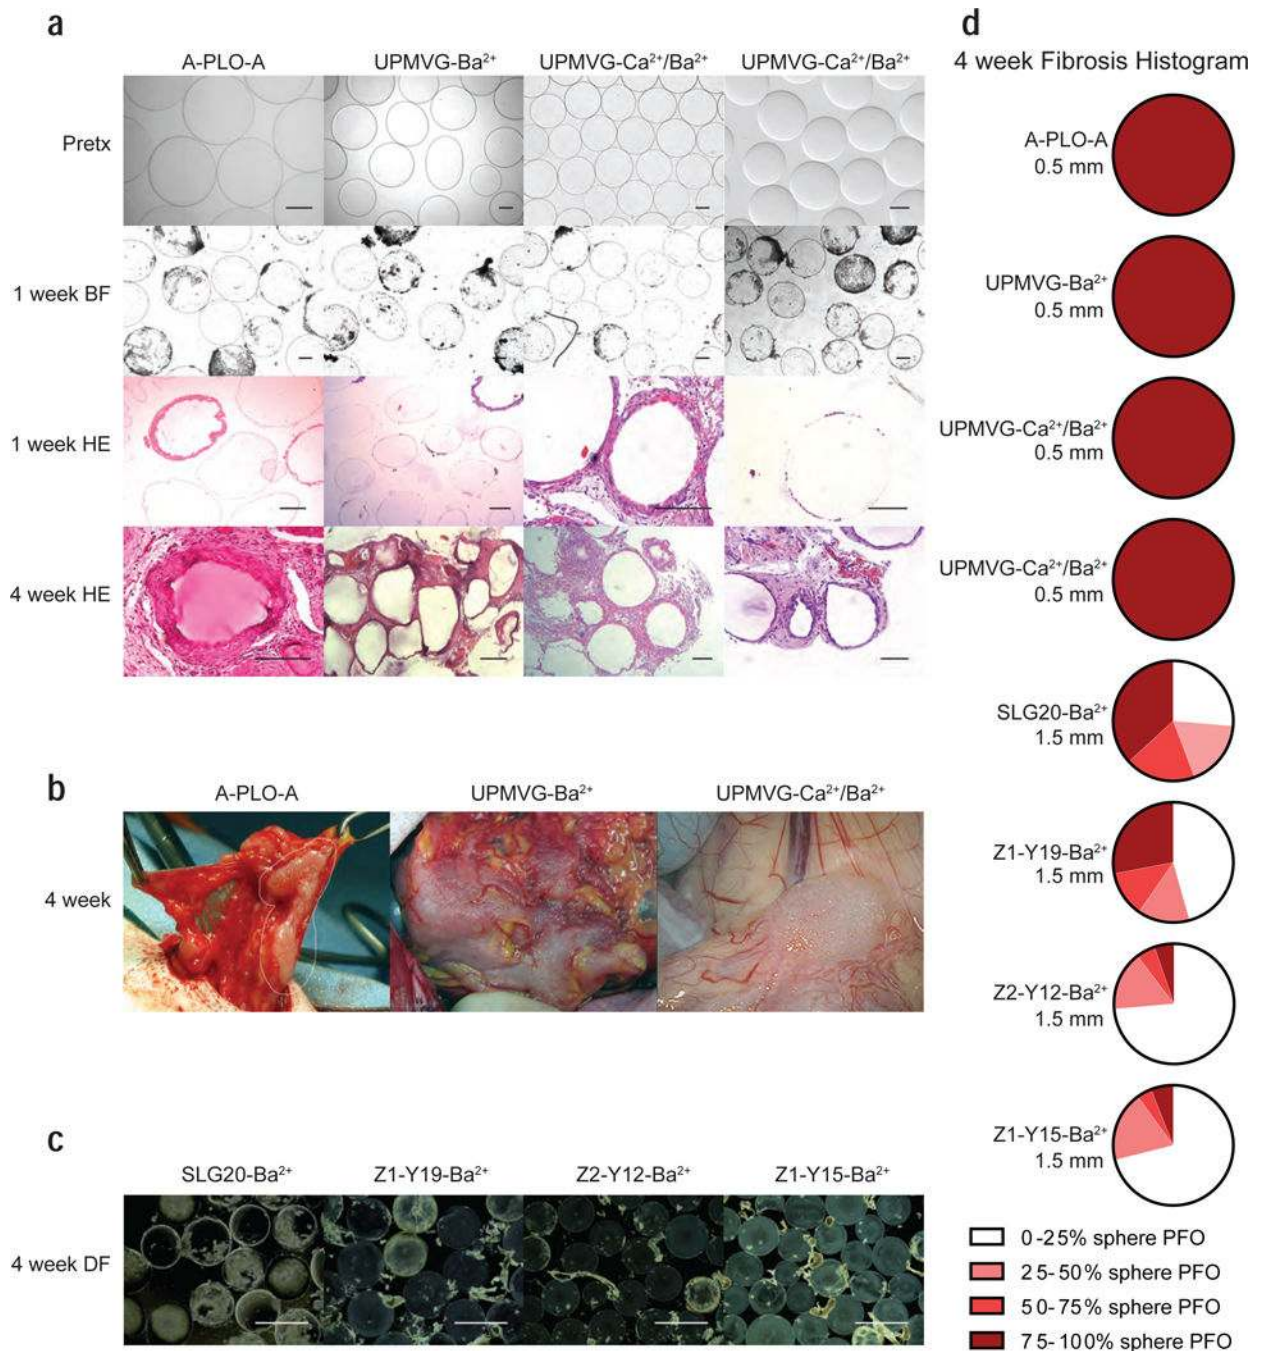 a
A-PLO-A
UPMVG-Ba²⁺
UPMVG-Ca²⁺/Ba²⁺
UPMVG-Ca²⁺/Ba²⁺
Pretx
1 week BF
1 week HE
4 week HE
b
A-PLO-A
UPMVG-Ba²⁺
UPMVG-Ca²⁺/Ba²⁺
4 week
c
SLG20-Ba²⁺
Z1-Y19-Ba²⁺
Z2-Y12-Ba²⁺
Z1-Y15-Ba²⁺
4 week DF
d
4 week Fibrosis Histogram
A-PLO-A
0.5 mm
UPMVG-Ba²⁺
0.5 mm
UPMVG-Ca²⁺/Ba²⁺
0.5 mm
UPMVG-Ca²⁺/Ba²⁺
0.5 mm
SLG20-Ba²⁺
1.5 mm
Z1-Y19-Ba²⁺
1.5 mm
Z2-Y12-Ba²⁺
1.5 mm
Z1-Y15-Ba²⁺
1.5 mm
0-25% sphere PFO
25-50% sphere PFO
50-75% sphere PFO
75-100% sphere PFO